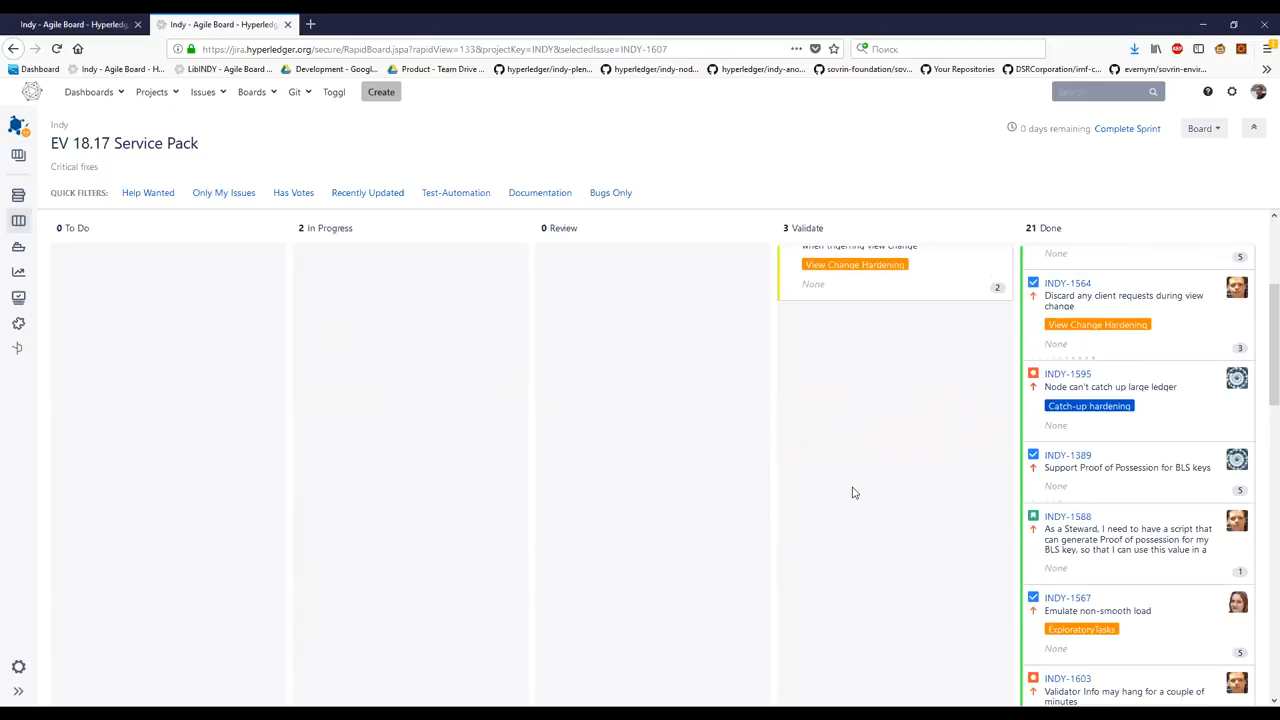 Indy - Agile Board - Hyperledg
Indy - Agile Board - Hyperledg
https://jira.hyperledger.org/secure/RapidBoard.jspa?rapidView=133&projectKey=INDY&selectedIssue=INDY-1607
Поиск
Dashboard
Indy - Agile Board - H...
LibINDY - Agile Board ...
Development - Googl...
Product - Team Drive ...
hyperledger/indy-plen...
hyperledger/indy-nod...
hyperledger/indy-ano...
sovrin-foundation/sov...
Your Repositories
DSRCorporation/imf-c...
evernym/sovrin-envir...
Dashboards
Projects
Issues
Boards
Git
Toggl
Create
Search
Indy
EV 18.17 Service Pack
0 days remaining Complete Sprint
Board
Critical fixes
QUICK FILTERS: Help Wanted Only My Issues Has Votes Recently Updated Test-Automation Documentation Bugs Only
0 To Do
2 In Progress
0 Review
3 Validate
21 Done
when triggering view change
View Change Hardening
None
2
None
5
INDY-1564
Discard any client requests during view
change
View Change Hardening
None
3
INDY-1595
Node can't catch up large ledger
Catch-up hardening
None
INDY-1389
Support Proof of Possession for BLS keys
None
5
INDY-1588
As a Steward, I need to have a script that
can generate Proof of possession for my
BLS key, so that I can use this value in a
None
1
INDY-1567
Emulate non-smooth load
ExploratoryTasks
None
5
INDY-1603
Validator Info may hang for a couple of
minutes